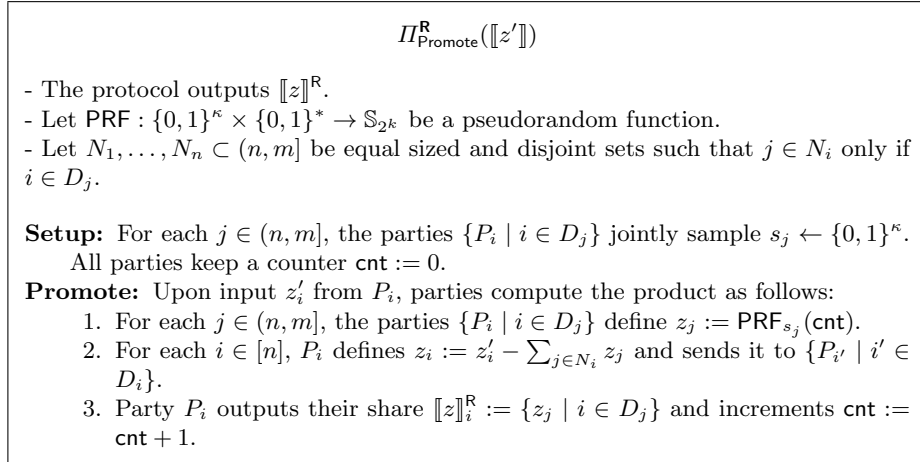 Π^R_Promote(⟦z′⟧)
- The protocol outputs ⟦z⟧^R.
- Let PRF : {0, 1}^κ × {0, 1}^* → 𝕊_{2^k} be a pseudorandom function.
- Let N_1, . . . , N_n ⊂ (n, m] be equal sized and disjoint sets such that j ∈ N_i only if
i ∈ D_j.
Setup: For each j ∈ (n, m], the parties {P_i | i ∈ D_j} jointly sample s_j ← {0, 1}^κ.
All parties keep a counter cnt := 0.
Promote: Upon input z′_i from P_i, parties compute the product as follows:
1. For each j ∈ (n, m], the parties {P_i | i ∈ D_j} define z_j := PRF_{s_j}(cnt).
2. For each i ∈ [n], P_i defines z_i := z′_i − ∑_{j∈N_i} z_j and sends it to {P_{i′} | i′ ∈
D_i}.
3. Party P_i outputs their share ⟦z⟧^R_i := {z_j | i ∈ D_j} and increments cnt :=
cnt + 1.